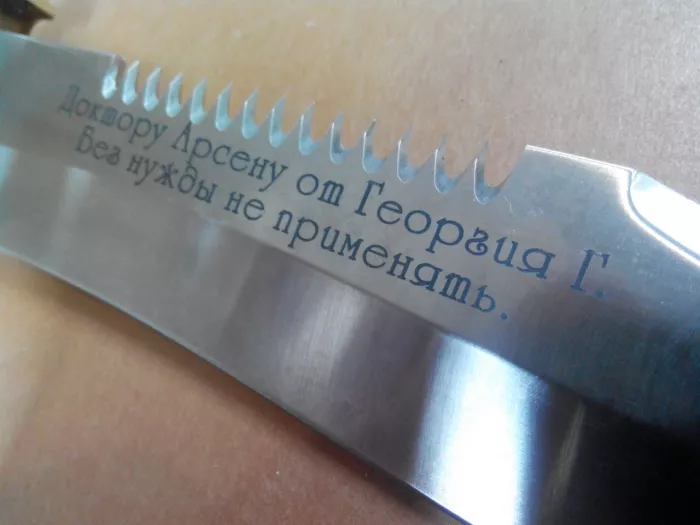 Доктору Арсену от Георгия Г.
Без нужды не применять.